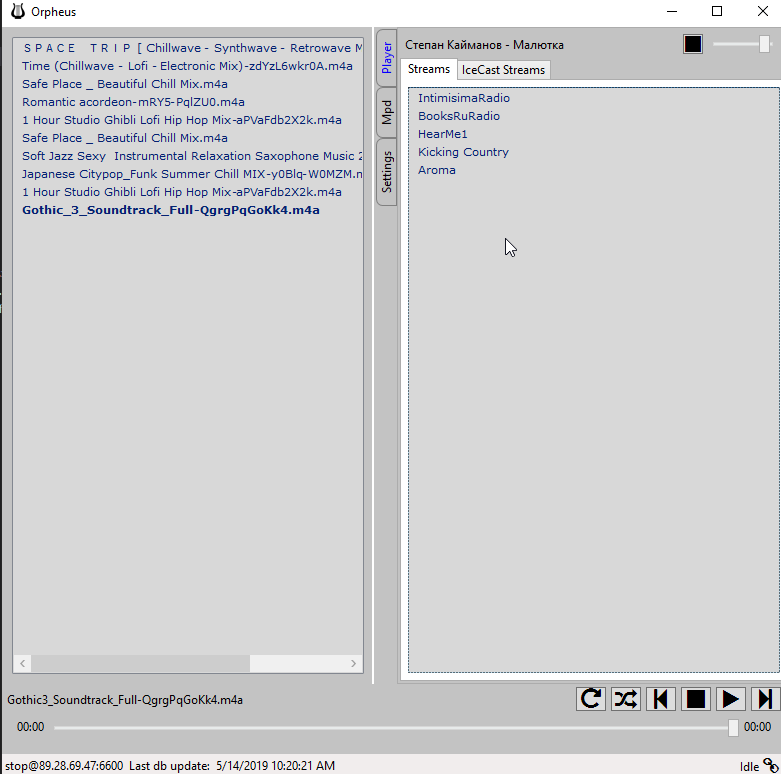 Orpheus
S P A C E   T R I P [ Chillwave - Synthwave - Retrowave M
Time (Chillwave - Lofi - Electronic Mix)-zdYzL6wkr0A.m4a
Safe Place _ Beautiful Chill Mix.m4a
Romantic acordeon-mRY5-PqlZU0.m4a
1 Hour Studio Ghibli Lofi Hip Hop Mix-aPVaFdb2X2k.m4a
Safe Place _ Beautiful Chill Mix.m4a
Soft Jazz Sexy  Instrumental Relaxation Saxophone Music 2
Japanese Citypop_Funk Summer Chill MIX-y0Blq-W0MZM.n
1 Hour Studio Ghibli Lofi Hip Hop Mix-aPVaFdb2X2k.m4a
Gothic_3_Soundtrack_Full-QgrgPqGoKk4.m4a
Player
Mpd
Settings
Степан Кайманов - Малютка
Streams
IceCast Streams
IntimisimaRadio
BooksRuRadio
HearMe1
Kicking Country
Aroma
Gothic3_Soundtrack_Full-QgrgPqGoKk4.m4a
00:00
00:00
stop@89.28.69.47:6600  Last db update:  5/14/2019 10:20:21 AM
Idle